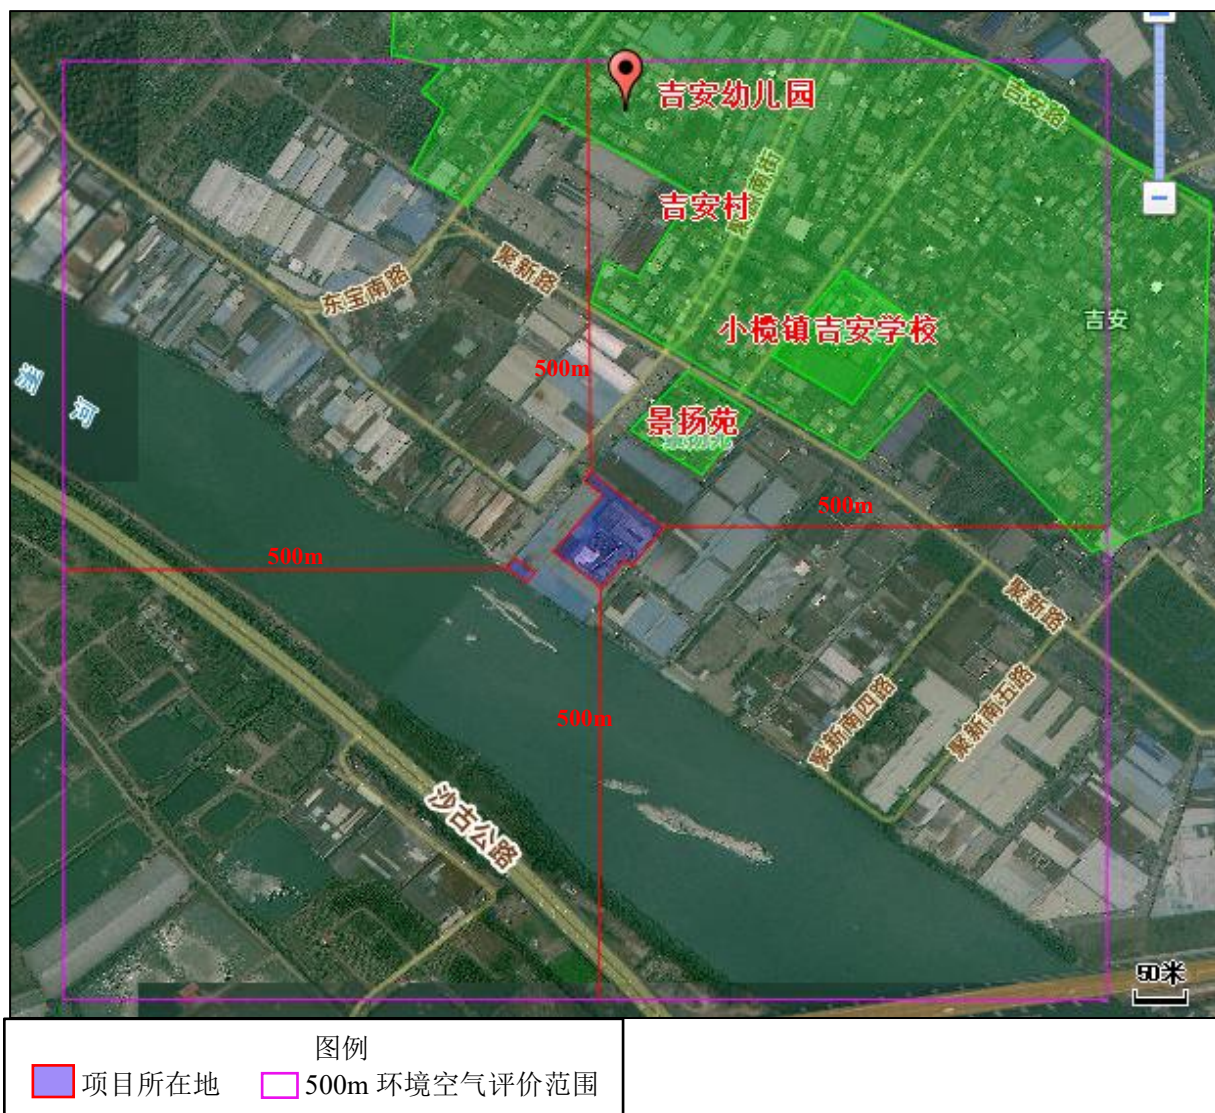 吉安幼儿园
吉安路
吉安村
聚新南街
聚新路
东宝南路
小榄镇吉安学校
吉安
500m
洲河
景扬苑
500m
500m
聚新路
聚新南四路
聚新南五路
500m
沙古公路
50米
图例
项目所在地
500m 环境空气评价范围